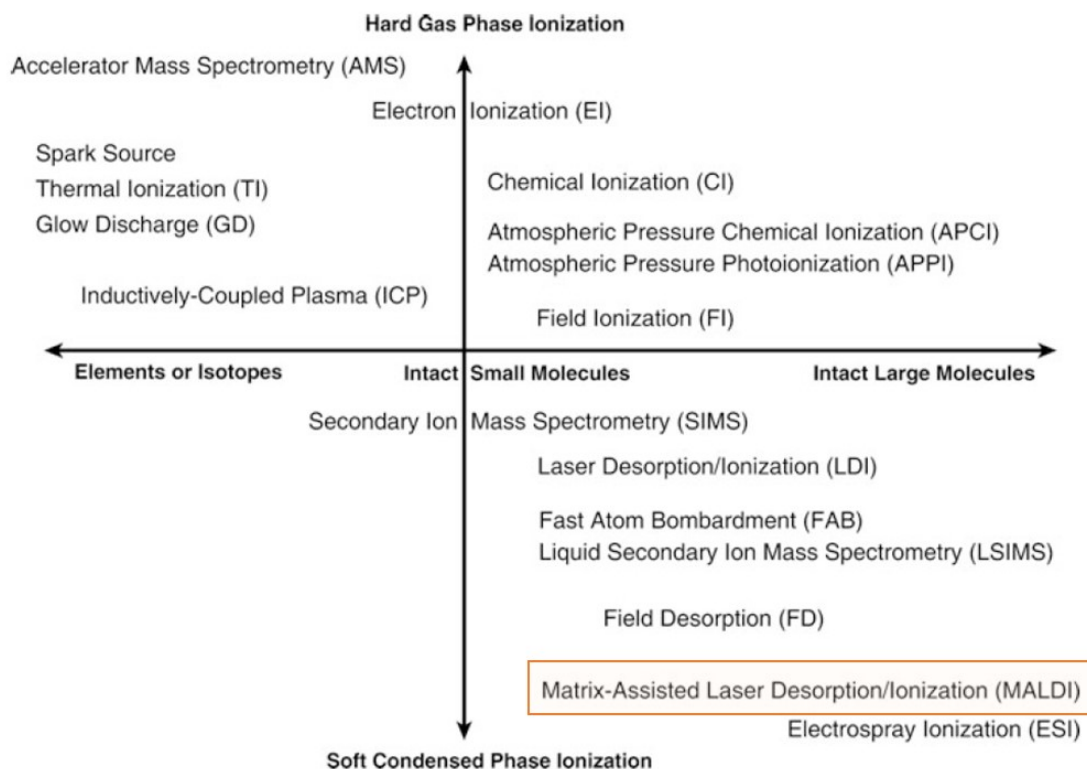 Hard Gas Phase Ionization
Accelerator Mass Spectrometry (AMS)
Electron Ionization (EI)
Spark Source
Thermal Ionization (TI)
Glow Discharge (GD)
Chemical Ionization (CI)
Atmospheric Pressure Chemical Ionization (APCI)
Atmospheric Pressure Photoionization (APPI)
Inductively-Coupled Plasma (ICP)
Field Ionization (FI)
Elements or Isotopes
Intact Small Molecules
Intact Large Molecules
Secondary Ion Mass Spectrometry (SIMS)
Laser Desorption/Ionization (LDI)
Fast Atom Bombardment (FAB)
Liquid Secondary Ion Mass Spectrometry (LSIMS)
Field Desorption (FD)
Matrix-Assisted Laser Desorption/Ionization (MALDI)
Electrospray Ionization (ESI)
Soft Condensed Phase Ionization